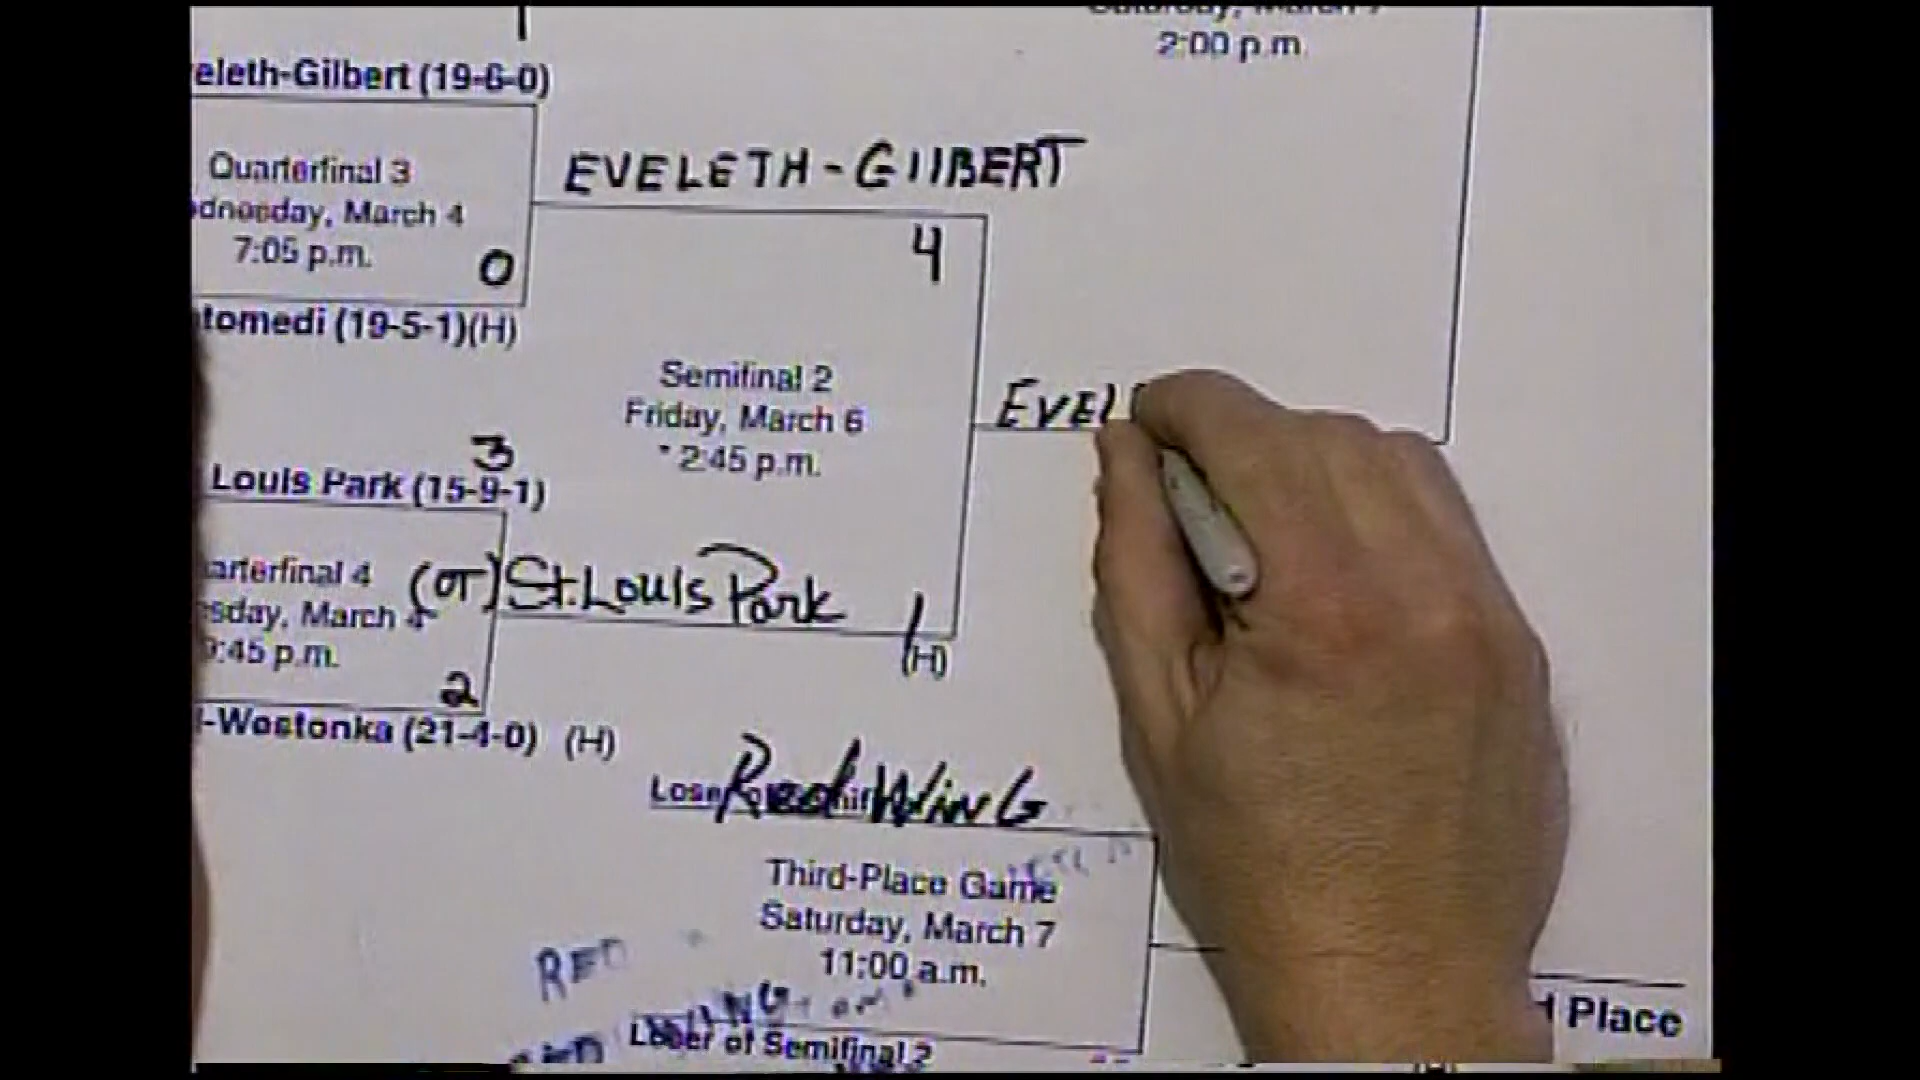 2:00 p.m.
eleth-Gilbert (19-6-0)
EVELETH-GILBERT
Quarterfinal 3
dnesday, March 4
7:05 p.m.
0
4
tomedi (19-5-1)(H)
Semifinal 2
Friday, March 6
* 2:45 p.m.
EVEL
3
Louis Park (15-9-1)
arterfinal 4
(OT) St. Louis Park
sday, March 4
:45 p.m.
1
(H)
2
l-Westonka (21-4-0) (H)
Red WING
Third-Place Game
Saturday, March 7
11:00 a.m.
RED
WING
Loser of Semifinal 2
Place